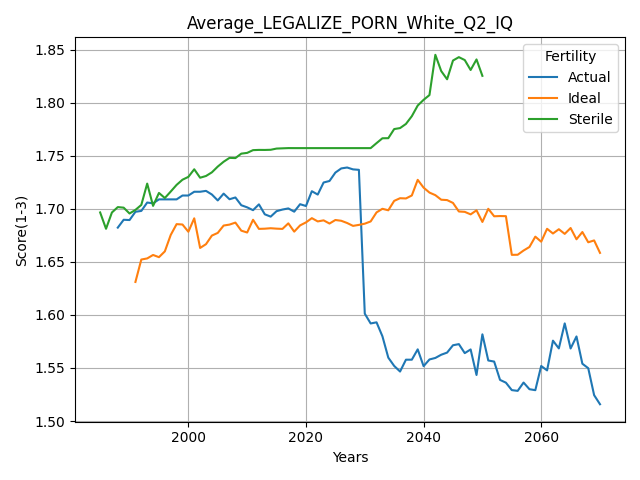 Average_LEGALIZE_PORN_White_Q2_IQ
Fertility
Actual
Ideal
Sterile
Score(1-3)
1.85
1.80
1.75
1.70
1.65
1.60
1.55
1.50
2000 2020 2040 2060
Years